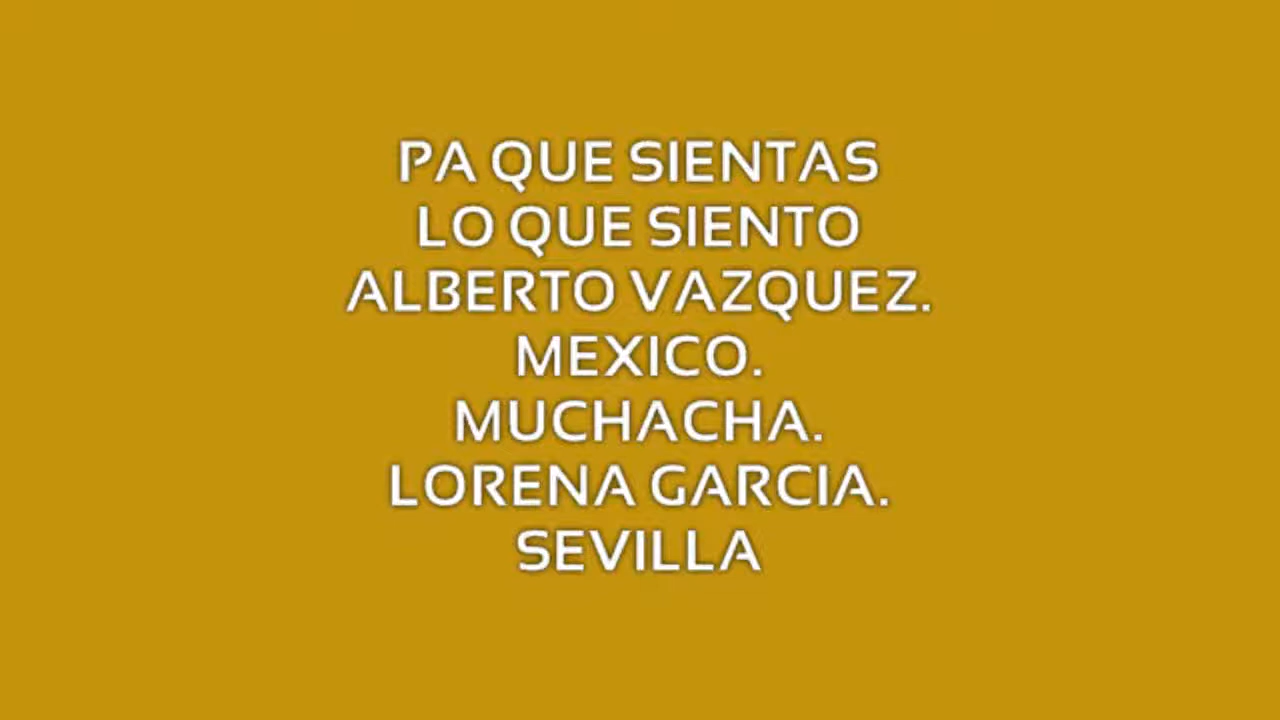 PA QUE SIENTAS
LO QUE SIENTO
ALBERTO VAZQUEZ.
MEXICO.
MUCHACHA.
LORENA GARCIA.
SEVILLA